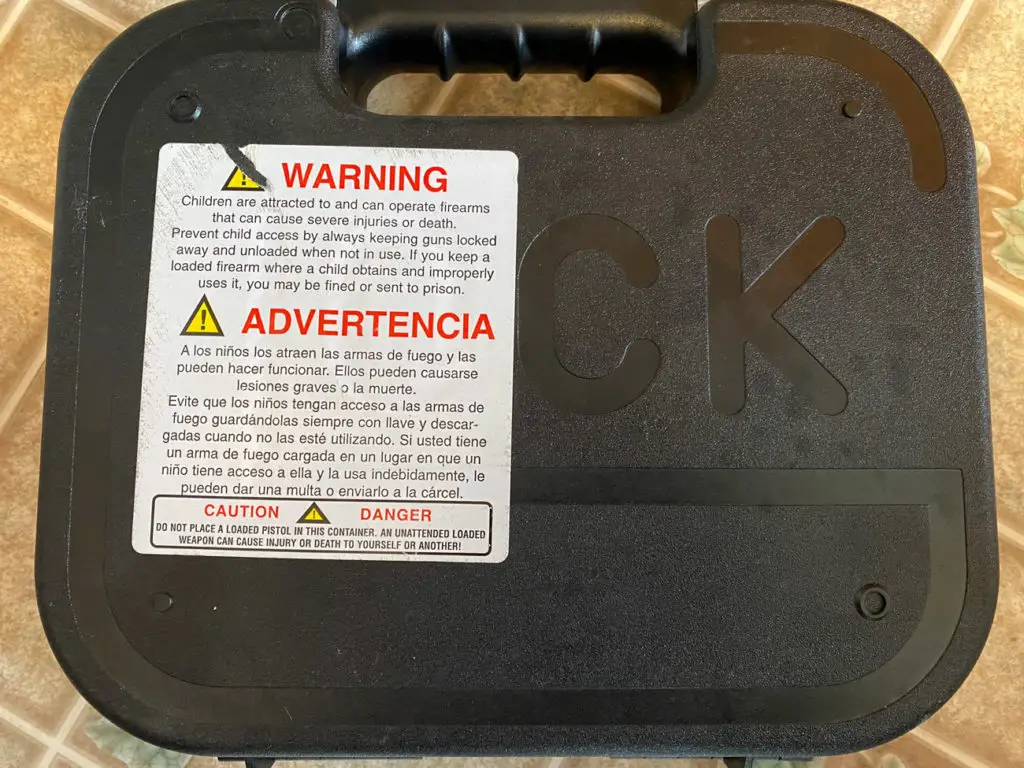 WARNING
Children are attracted to and can operate firearms
that can cause severe injuries or death.
Prevent child access by always keeping guns locked
away and unloaded when not in use. If you keep a
loaded firearm where a child obtains and improperly
uses it, you may be fined or sent to prison.
ADVERTENCIA
A los niños los atraen las armas de fuego y las
pueden hacer funcionar. Ellos pueden causarse
lesiones graves o la muerte.
Evite que los niños tengan acceso a las armas de
fuego guardándolas siempre con llave y descar-
gadas cuando no las esté utilizando. Si usted tiene
un arma de fuego cargada en un lugar en que un
niño tiene acceso a ella y la usa indebidamente, le
pueden dar una multa o enviarlo a la cárcel.
CAUTION DANGER
DO NOT PLACE A LOADED PISTOL IN THIS CONTAINER. AN UNATTENDED LOADED
WEAPON CAN CAUSE INJURY OR DEATH TO YOURSELF OR ANOTHER!
CK